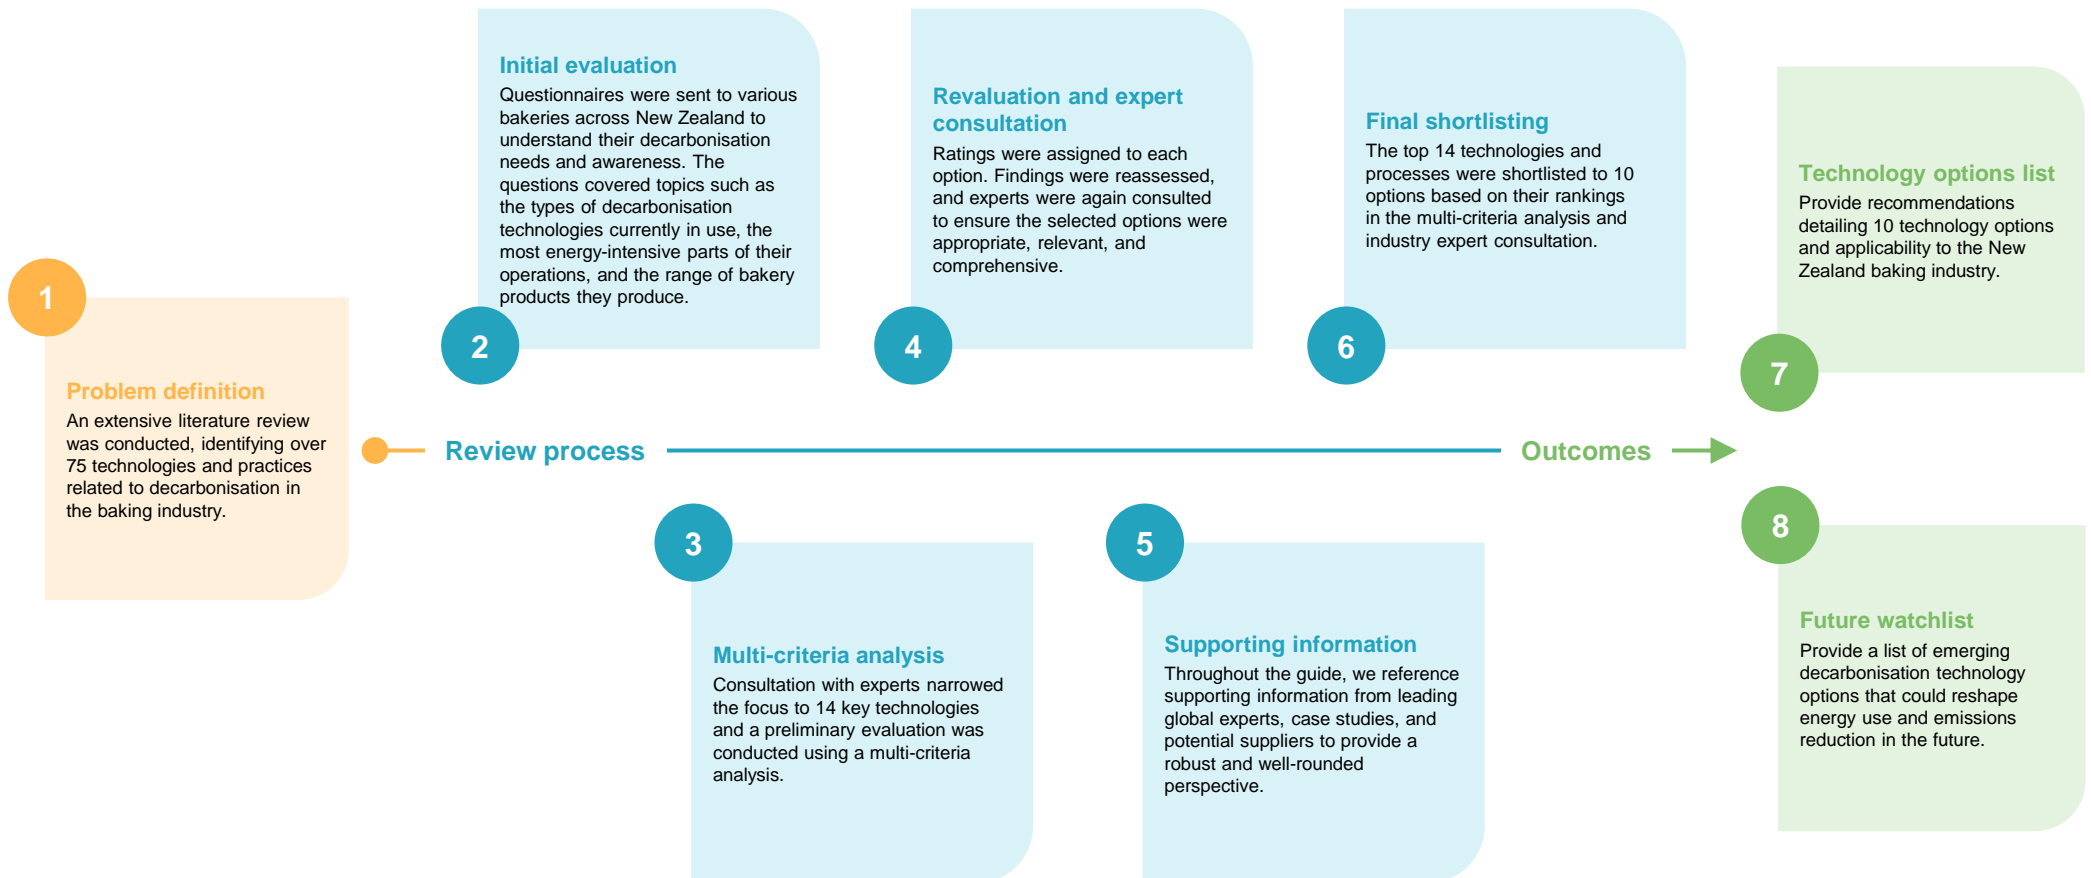 1
Problem definition
An extensive literature review
was conducted, identifying over
75 technologies and practices
related to decarbonisation in
the baking industry.
Initial evaluation
Questionnaires were sent to various
bakeries across New Zealand to
understand their decarbonisation
needs and awareness. The
questions covered topics such as
the types of decarbonisation
technologies currently in use, the
most energy-intensive parts of their
operations, and the range of bakery
products they produce.
2
Review process
3
Multi-criteria analysis
Consultation with experts narrowed
the focus to 14 key technologies
and a preliminary evaluation was
conducted using a multi-criteria
analysis.
Revaluation and expert
consultation
Ratings were assigned to each
option. Findings were reassessed,
and experts were again consulted
to ensure the selected options were
appropriate, relevant, and
comprehensive.
4
5
Supporting information
Throughout the guide, we reference
supporting information from leading
global experts, case studies, and
potential suppliers to provide a
robust and well-rounded
perspective.
Final shortlisting
The top 14 technologies and
processes were shortlisted to 10
options based on their rankings
in the multi-criteria analysis and
industry expert consultation.
6
Outcomes
Technology options list
Provide recommendations
detailing 10 technology options
and applicability to the New
Zealand baking industry.
7
8
Future watchlist
Provide a list of emerging
decarbonisation technology
options that could reshape
energy use and emissions
reduction in the future.